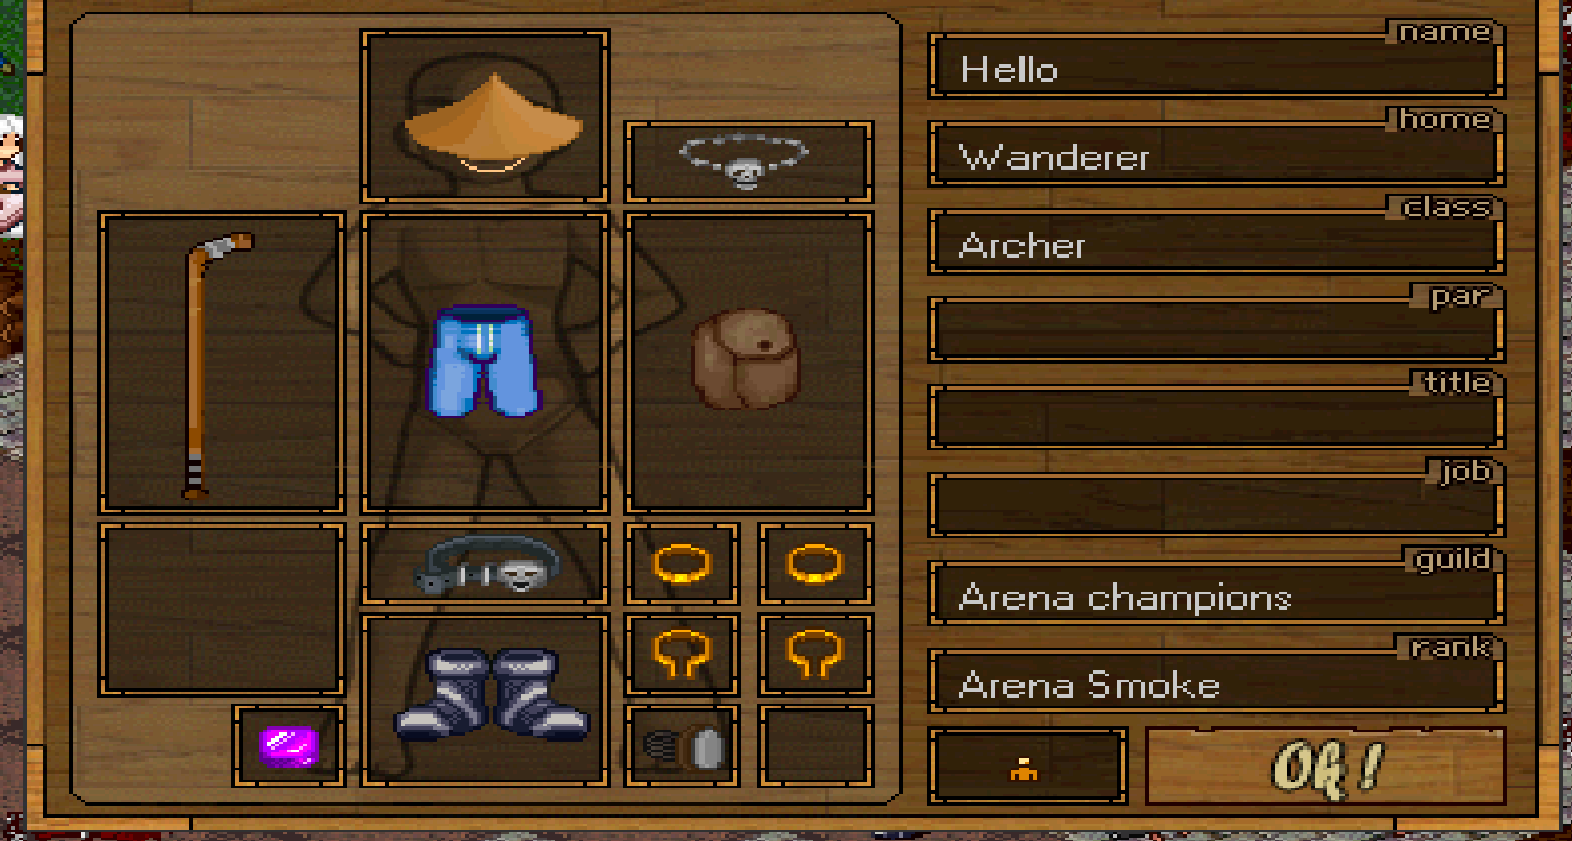 name
Hello
home
Wanderer
class
Archer
par
title
job
guild
Arena champions
rank
Arena Smoke
Ok!